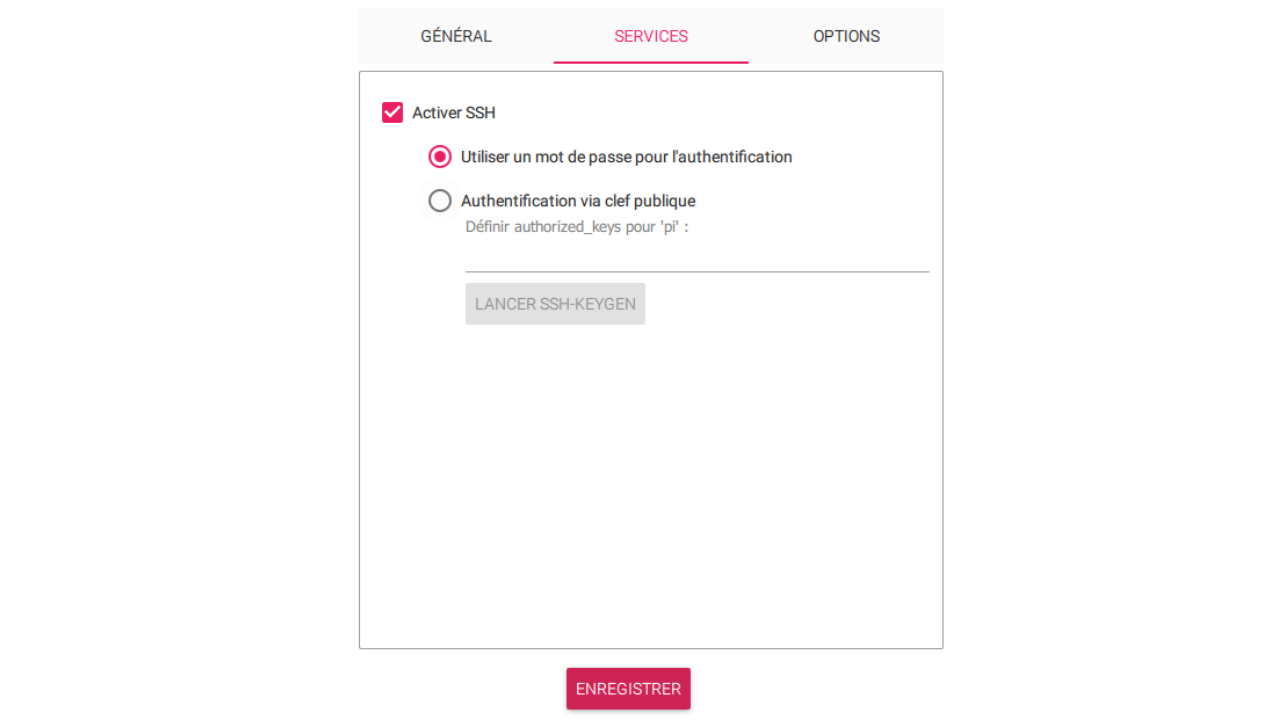 GÉNÉRAL SERVICES OPTIONS
Activer SSH
Utiliser un mot de passe pour l'authentification
Authentification via clef publique
Définir authorized_keys pour 'pi' :
LANCER SSH-KEYGEN
ENREGISTRER